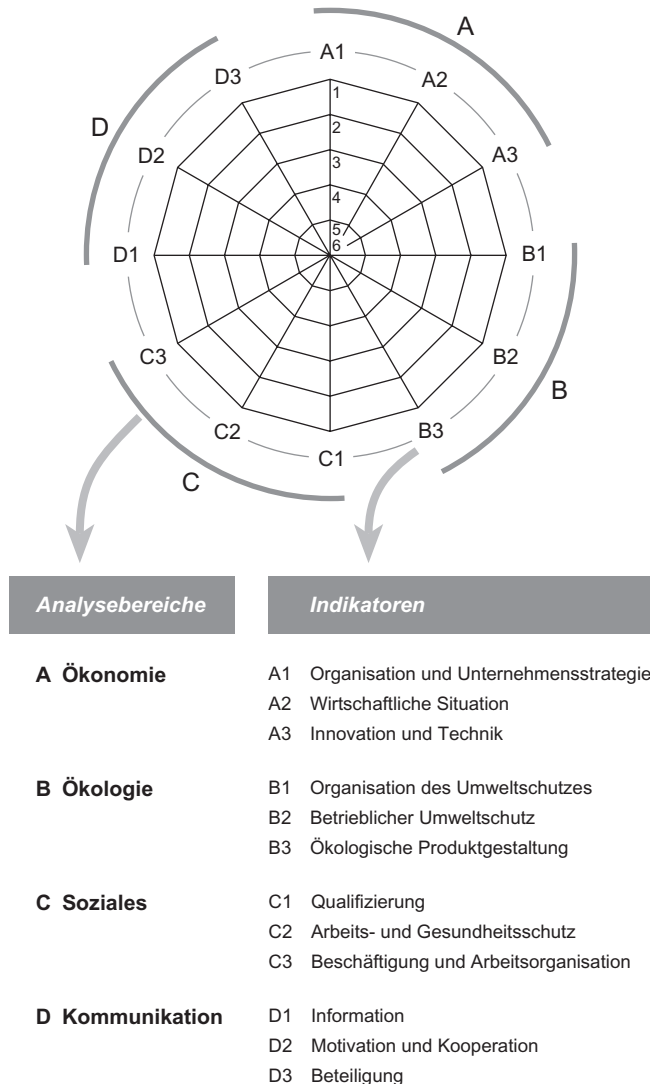 A
A1
D3
A2
D
1
2
D2
A3
3
4
5
6
D1
B1
C3
B2
B
C2
B3
C1
C
Analysebereiche Indikatoren
A Ökonomie A1 Organisation und Unternehmensstrategie
A2 Wirtschaftliche Situation
A3 Innovation und Technik
B Ökologie B1 Organisation des Umweltschutzes
B2 Betrieblicher Umweltschutz
B3 Ökologische Produktgestaltung
C Soziales C1 Qualifizierung
C2 Arbeits- und Gesundheitsschutz
C3 Beschäftigung und Arbeitsorganisation
D Kommunikation D1 Information
D2 Motivation und Kooperation
D3 Beteiligung